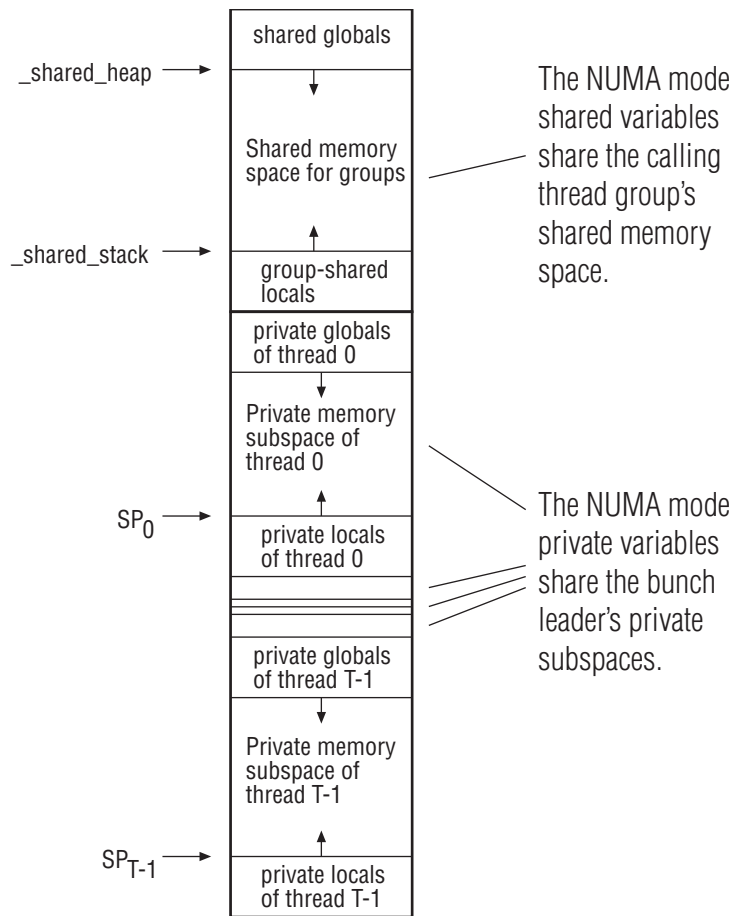 shared globals
_shared_heap
Shared memory
space for groups
The NUMA mode
shared variables
share the calling
thread group's
shared memory
space.
_shared_stack
group-shared
locals
private globals
of thread 0
Private memory
subspace of
thread 0
SP0
private locals
of thread 0
The NUMA mode
private variables
share the bunch
leader's private
subspaces.
private globals
of thread T-1
Private memory
subspace of
thread T-1
SPT-1
private locals
of thread T-1